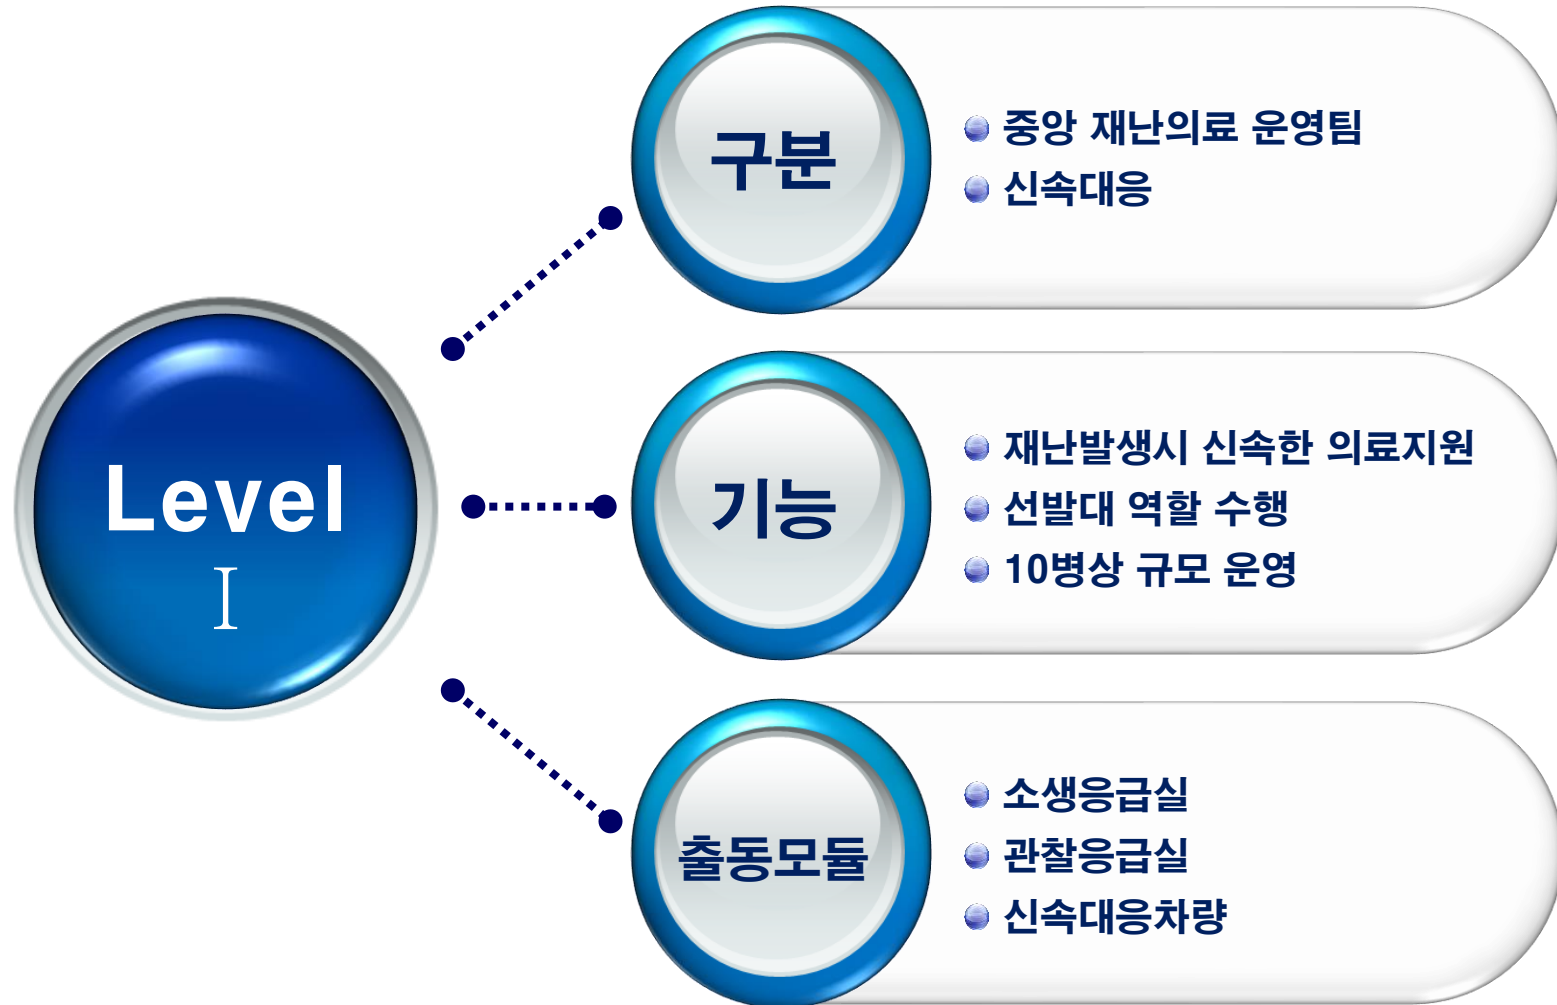 Level
Ⅰ
구분
중앙 재난의료 운영팀
신속대응
기능
재난발생시 신속한 의료지원
선발대 역할 수행
10병상 규모 운영
출동모듈
소생응급실
관찰응급실
신속대응차량